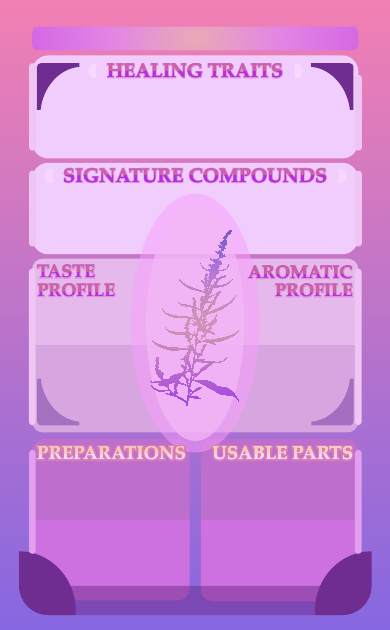 HEALING TRAITS
SIGNATURE COMPOUNDS
TASTE
PROFILE
AROMATIC
PROFILE
PREPARATIONS
USABLE PARTS